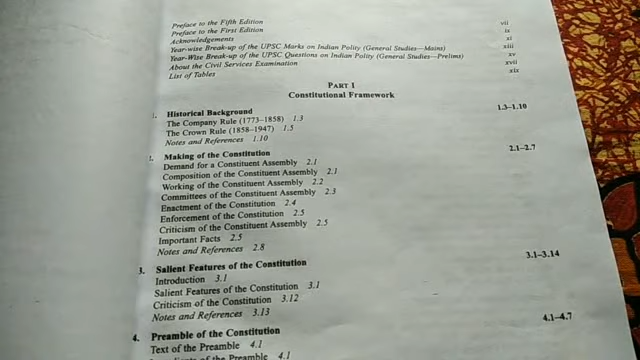 Preface to the Fifth Edition vii
Preface to the First Edition ix
Acknowledgements xi
Year-wise Break-up of the UPSC Marks on Indian Polity (General Studies—Mains) xiii
Year-Wise Break-up of the UPSC Questions on Indian Polity (General Studies—Prelims) xv
About the Civil Services Examination xvii
List of Tables xix
PART I
Constitutional Framework
1. Historical Background 1.3–1.10
The Company Rule (1773–1858) 1.3
The Crown Rule (1858–1947) 1.5
Notes and References 1.10
Making of the Constitution 2.1–2.7
Demand for a Constituent Assembly 2.1
Composition of the Constituent Assembly 2.1
Working of the Constituent Assembly 2.2
Committees of the Constituent Assembly 2.3
Enactment of the Constitution 2.4
Enforcement of the Constitution 2.5
Criticism of the Constituent Assembly 2.5
Important Facts 2.5
Notes and References 2.8
3. Salient Features of the Constitution 3.1–3.14
Introduction 3.1
Salient Features of the Constitution 3.1
Criticism of the Constitution 3.12
Notes and References 3.13
4. Preamble of the Constitution 4.1–4.7
Text of the Preamble 4.1
of the Preamble 4.1